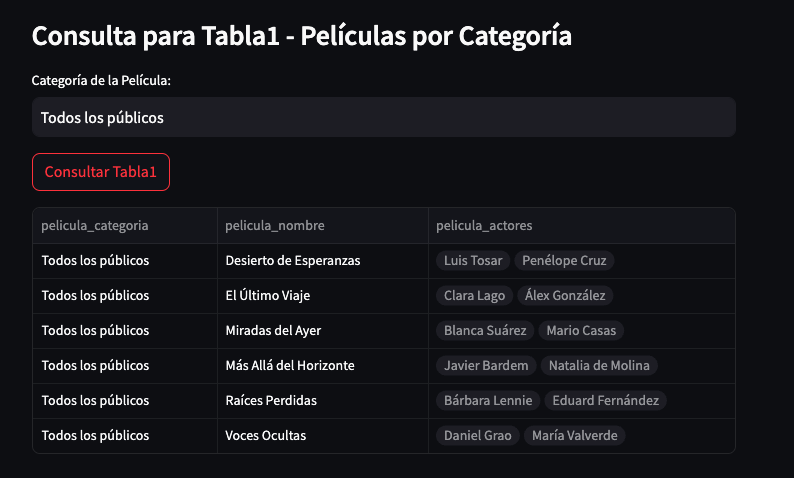 Consulta para Tabla1 - Películas por Categoría
Categoría de la Película:
Todos los públicos
Consultar Tabla1
pelicula_categoria pelicula_nombre pelicula_actores
Todos los públicos Desierto de Esperanzas Luis Tosar Penélope Cruz
Todos los públicos El Último Viaje Clara Lago Álex González
Todos los públicos Miradas del Ayer Blanca Suárez Mario Casas
Todos los públicos Más Allá del Horizonte Javier Bardem Natalia de Molina
Todos los públicos Raíces Perdidas Bárbara Lennie Eduard Fernández
Todos los públicos Voces Ocultas Daniel Grao María Valverde